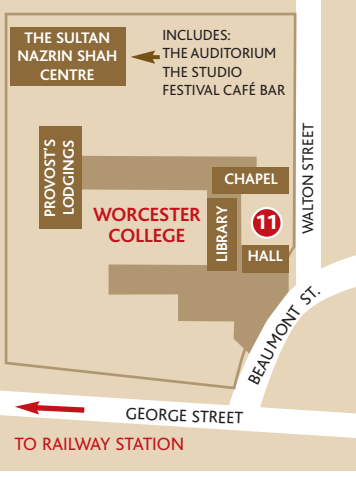 THE SULTAN
NAZRIN SHAH
CENTRE
INCLUDES:
THE AUDITORIUM
THE STUDIO
FESTIVAL CAFÉ BAR
PROVOST'S
LODGINGS
CHAPEL
WALTON STREET
WORCESTER
COLLEGE
LIBRARY
11
HALL
BEAUMONT ST.
GEORGE STREET
TO RAILWAY STATION